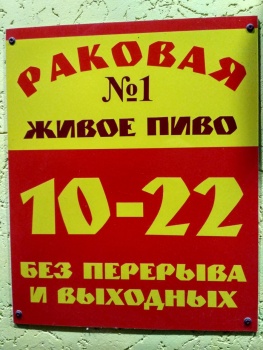 РАКОВАЯ
№1
ЖИВОЕ ПИВО
10-22
БЕЗ ПЕРЕРЫВА
И ВЫХОДНЫХ